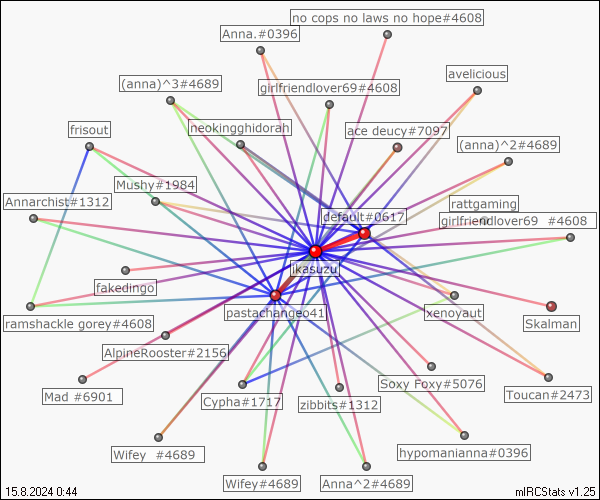 no cops no laws no hope#4608
Anna.#0396
avelicious
(anna)^3#4689
girlfriendlover69#4608
frisout
neokingghidorah
ace deucy#7097
(anna)^2#4689
Mushy#1984
Annarchist#1312
rattgaming
default#0617
girlfriendlover69 #4608
ikasuzu
fakedingo
pastachangeo41
xenoyaut
ramshackle gorey#4608
Skalman
AlpineRooster#2156
Soxy Foxy#5076
Mad #6901
Cypha#1717
zibbits#1312
Toucan#2473
Wifey #4689
hypomanianna#0396
Wifey#4689
Anna^2#4689
15.8.2024 0:44
mIRCStats v1.25